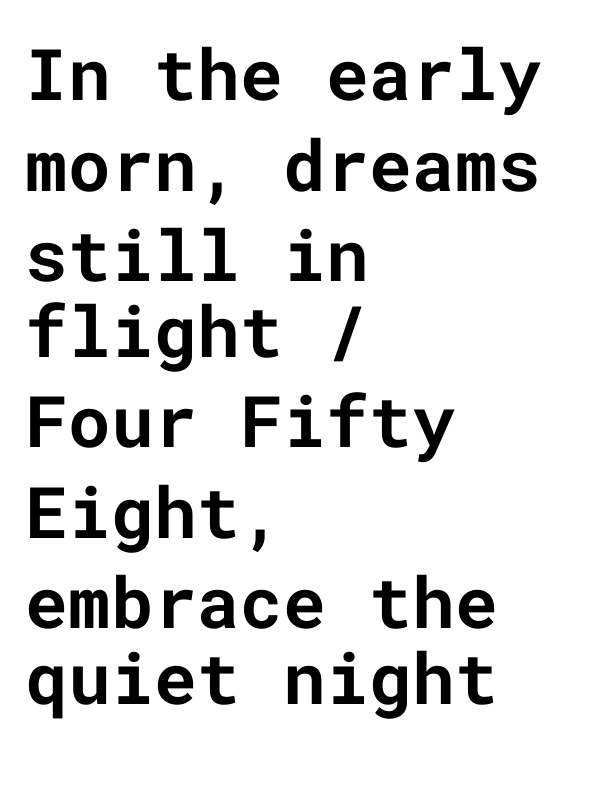 In the early
morn, dreams
still in
flight /
Four Fifty
Eight,
embrace the
quiet night